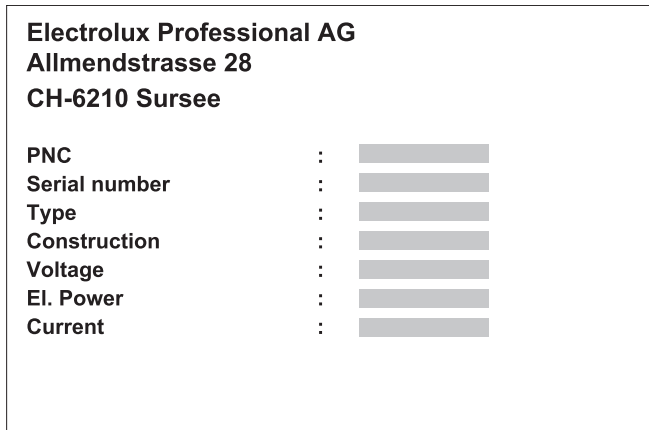 Electrolux Professional AG
Allmendstrasse 28
CH-6210 Sursee
PNC :
Serial number :
Type :
Construction :
Voltage :
El. Power :
Current :